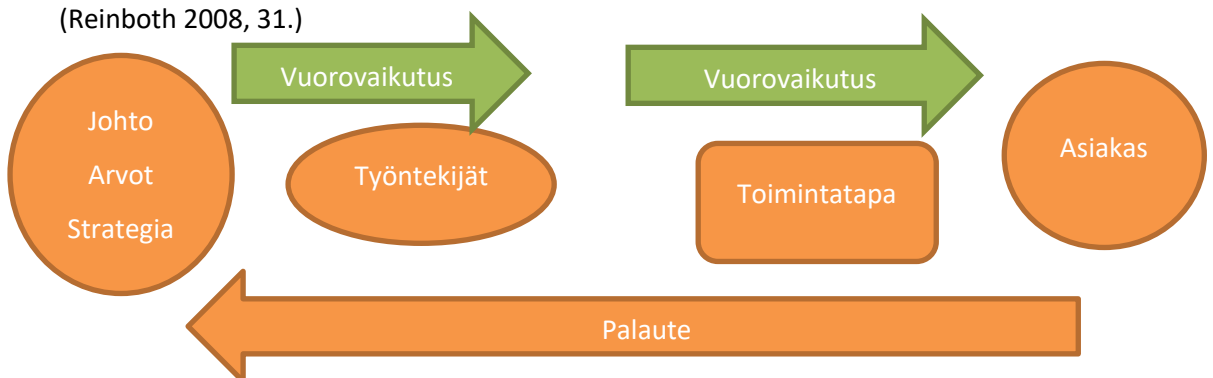 (Reinboth 2008, 31.)
Vuorovaikutus
Vuorovaikutus
Johto
Arvot
Strategia
Työntekijät
Toimintatapa
Asiakas
Palaute